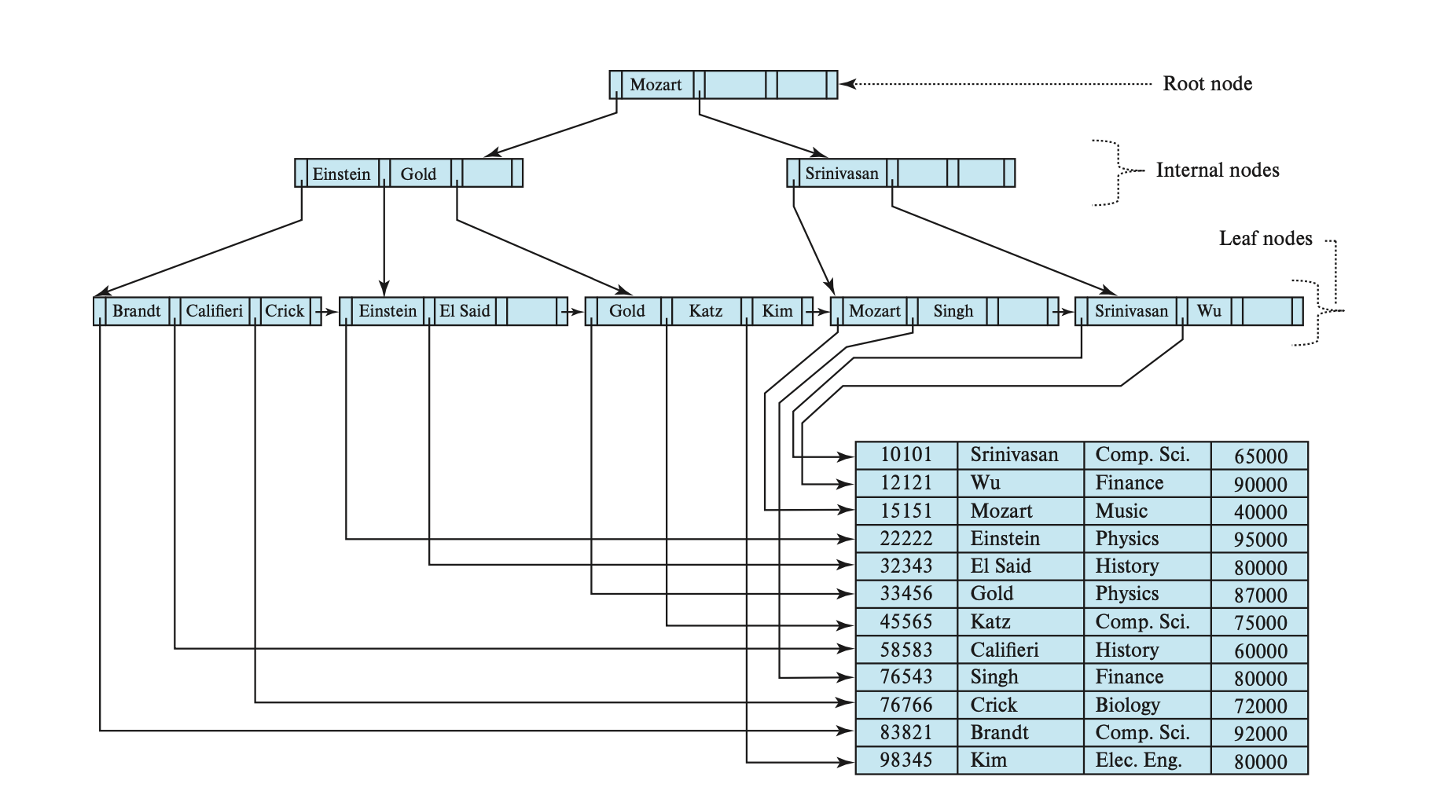 Mozart
Root node
Einstein Gold
Srinivasan
Internal nodes
Leaf nodes
Brandt Califieri Crick
Einstein El Said
Gold Katz Kim
Mozart Singh
Srinivasan Wu
10101 Srinivasan Comp. Sci. 65000
12121 Wu Finance 90000
15151 Mozart Music 40000
22222 Einstein Physics 95000
32343 El Said History 80000
33456 Gold Physics 87000
45565 Katz Comp. Sci. 75000
58583 Califieri History 60000
76543 Singh Finance 80000
76766 Crick Biology 72000
83821 Brandt Comp. Sci. 92000
98345 Kim Elec. Eng. 80000